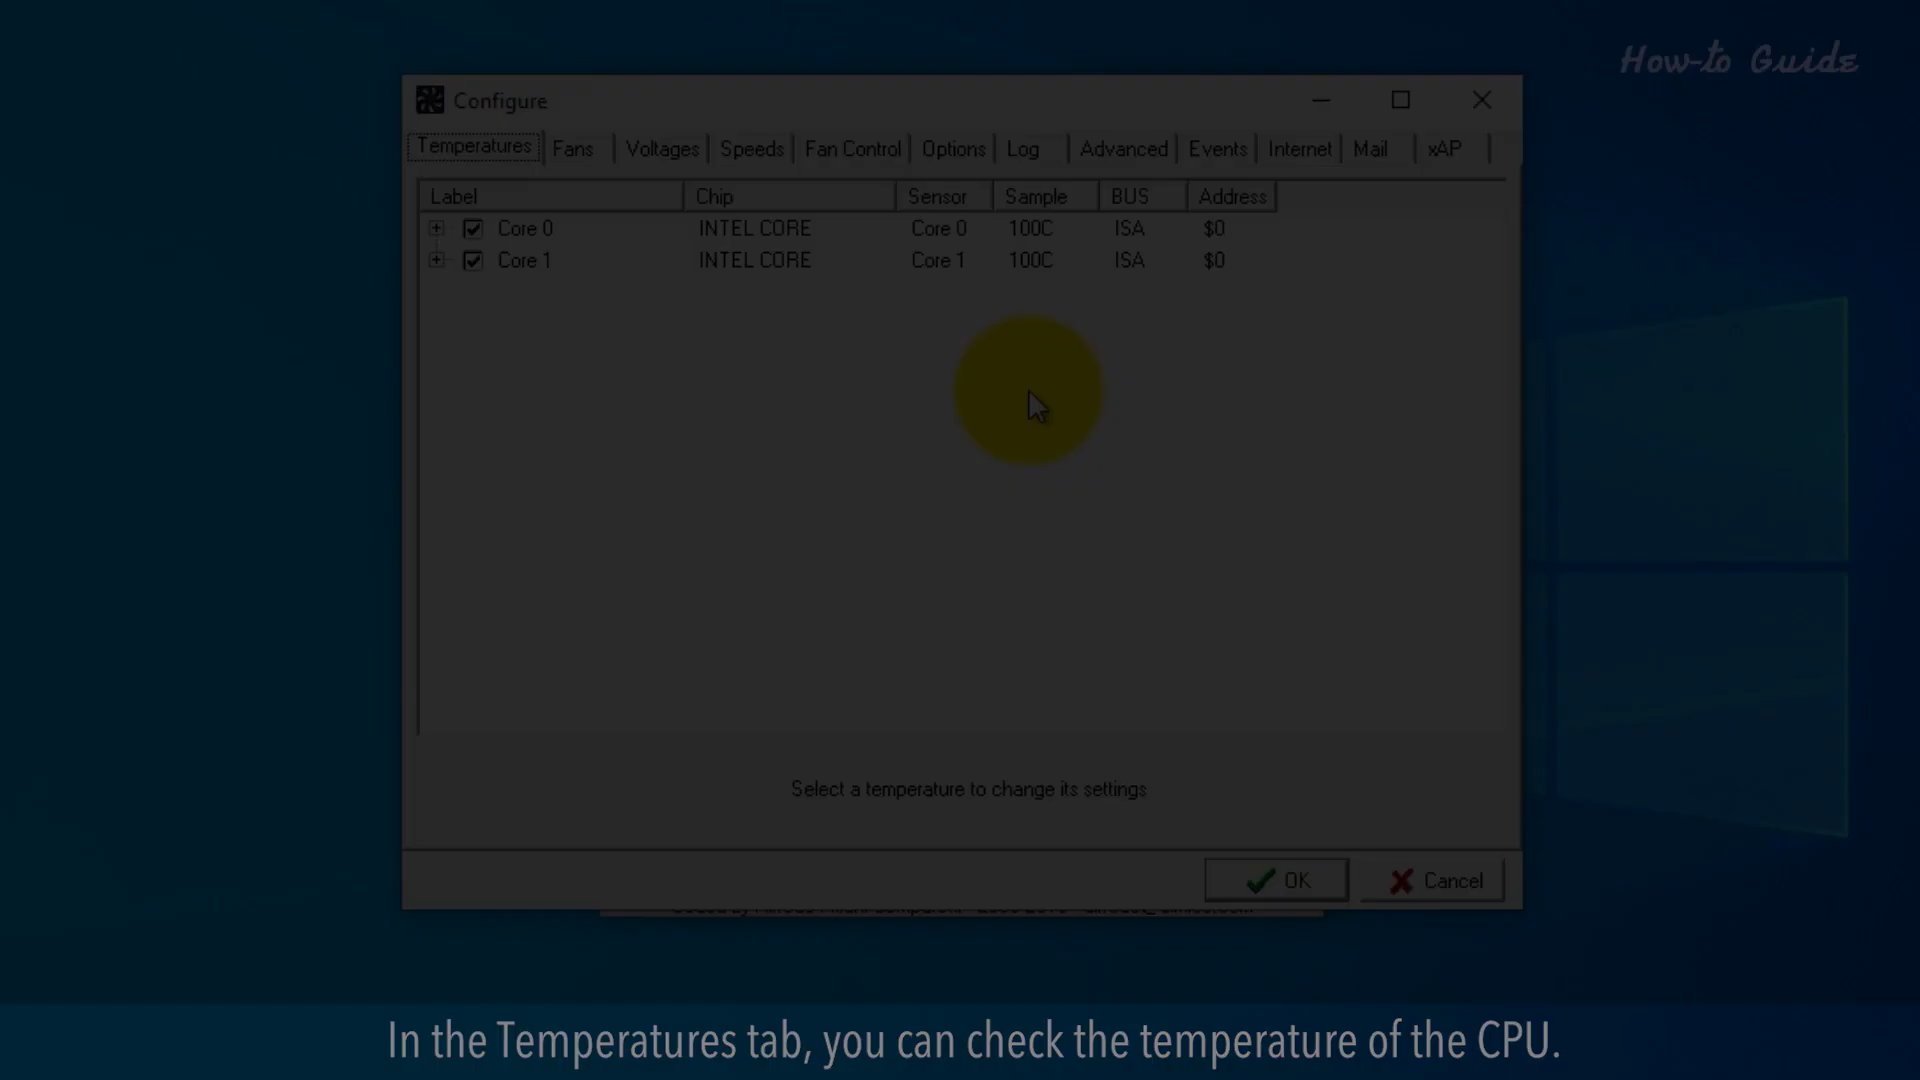 How-to Guide
Configure
Temperatures Fans Voltages Speeds Fan Control Options Log Advanced Events Internet Mail xAP
Label Chip Sensor Sample BUS Address
Core 0 INTEL CORE Core 0 100C ISA $0
Core 1 INTEL CORE Core 1 100C ISA $0
Select a temperature to change its settings
OK Cancel
In the Temperatures tab, you can check the temperature of the CPU.